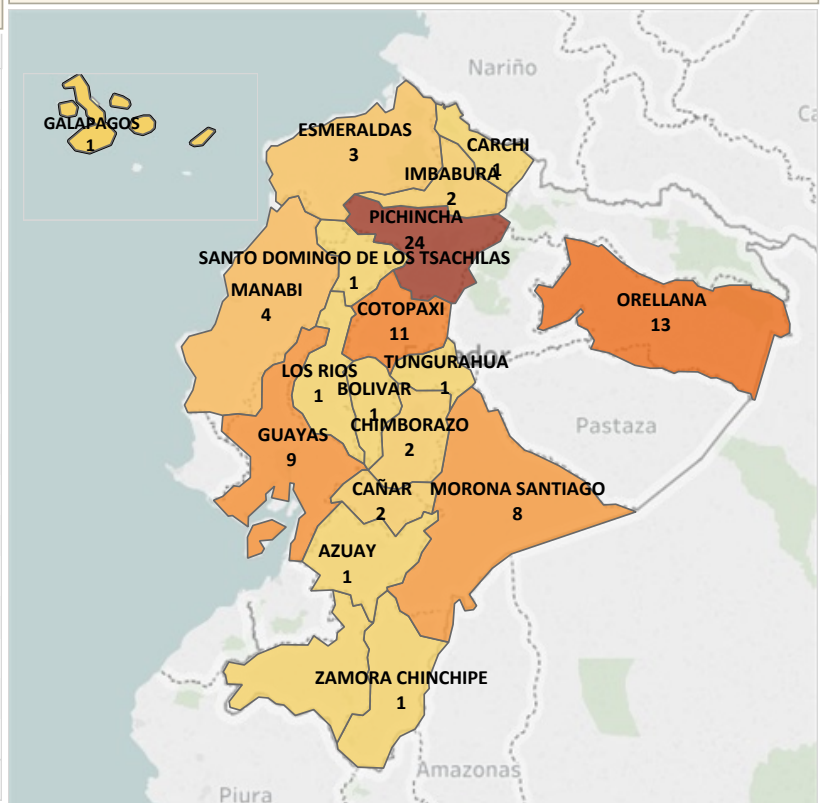 Nariño
GALAPAGOS
1
ESMERALDAS
3
CARCHI
1
IMBABURA
2
PICHINCHA
24
SANTO DOMINGO DE LOS TSACHILAS
1
MANABI
4
COTOPAXI
11
ORELLANA
13
TUNGURAHUA
1
LOS RIOS
1
BOLIVAR
1
CHIMBORAZO
2
Pastaza
GUAYAS
9
CAÑAR
2
MORONA SANTIAGO
8
AZUAY
1
ZAMORA CHINCHIPE
1
Amazonas
Piura